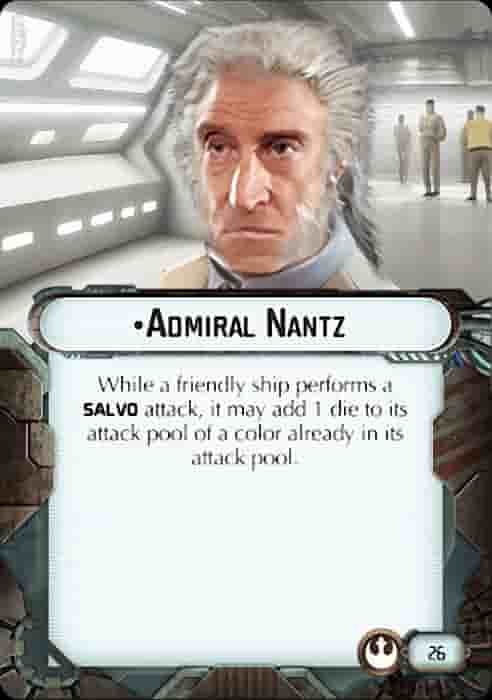 •Admiral Nantz
While a friendly ship performs a
SALVO attack, it may add 1 die to its
attack pool of a color already in its
attack pool.
26